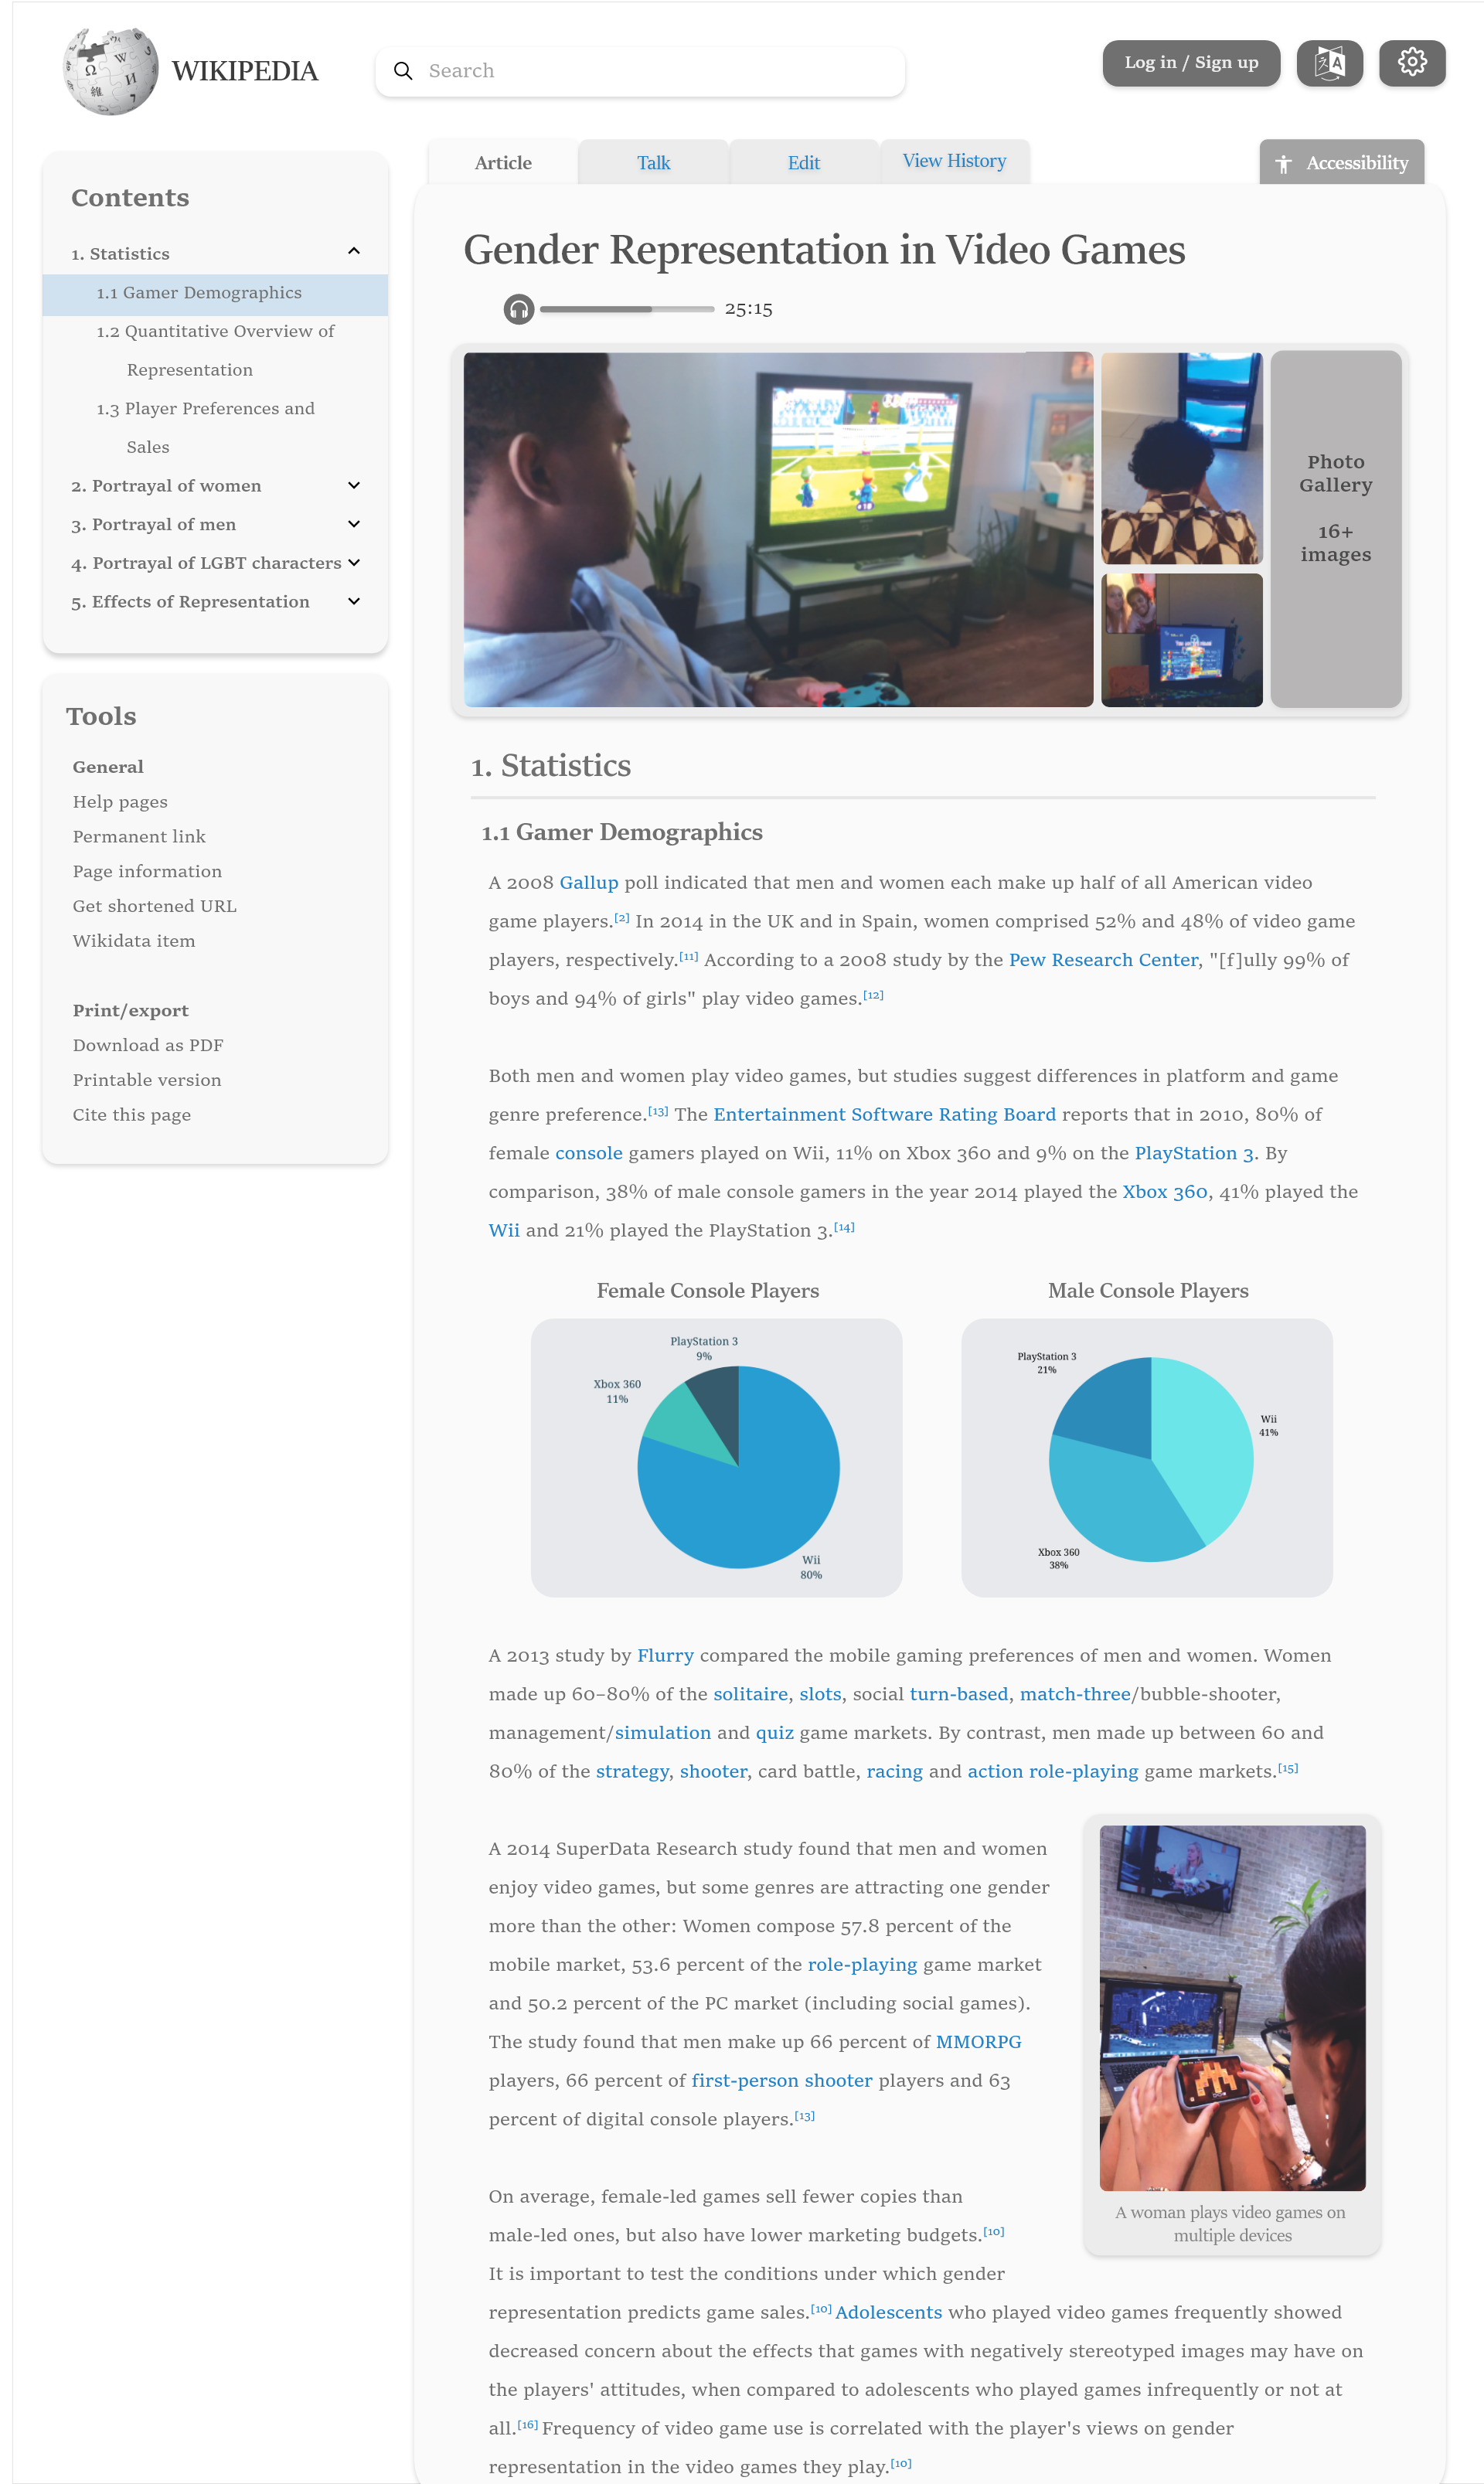 WIKIPEDIA
Search
Log in / Sign up
Article
Talk
Edit
View History
Accessibility
Contents
1. Statistics
1.1 Gamer Demographics
1.2 Quantitative Overview of
Representation
1.3 Player Preferences and
Sales
2. Portrayal of women
3. Portrayal of men
4. Portrayal of LGBT characters
5. Effects of Representation
Tools
General
Help pages
Permanent link
Page information
Get shortened URL
Wikidata item
Print/export
Download as PDF
Printable version
Cite this page
Gender Representation in Video Games
25:15
Photo
Gallery
16+
images
1. Statistics
1.1 Gamer Demographics
A 2008 Gallup poll indicated that men and women each make up half of all American video
game players.[2] In 2014 in the UK and in Spain, women comprised 52% and 48% of video game
players, respectively.[11] According to a 2008 study by the Pew Research Center, "[f]ully 99% of
boys and 94% of girls" play video games.[12]
Both men and women play video games, but studies suggest differences in platform and game
genre preference.[13] The Entertainment Software Rating Board reports that in 2010, 80% of
female console gamers played on Wii, 11% on Xbox 360 and 9% on the PlayStation 3. By
comparison, 38% of male console gamers in the year 2014 played the Xbox 360, 41% played the
Wii and 21% played the PlayStation 3.[14]
Female Console Players
PlayStation 3
9%
Xbox 360
11%
Wii
80%
Male Console Players
PlayStation 3
21%
Wii
41%
Xbox 360
38%
A 2013 study by Flurry compared the mobile gaming preferences of men and women. Women
made up 60–80% of the solitaire, slots, social turn-based, match-three/bubble-shooter,
management/simulation and quiz game markets. By contrast, men made up between 60 and
80% of the strategy, shooter, card battle, racing and action role-playing game markets.[15]
A 2014 SuperData Research study found that men and women
enjoy video games, but some genres are attracting one gender
more than the other: Women compose 57.8 percent of the
mobile market, 53.6 percent of the role-playing game market
and 50.2 percent of the PC market (including social games).
The study found that men make up 66 percent of MMORPG
players, 66 percent of first-person shooter players and 63
percent of digital console players.[13]
A woman plays video games on
multiple devices
On average, female-led games sell fewer copies than
male-led ones, but also have lower marketing budgets.[10]
It is important to test the conditions under which gender
representation predicts game sales.[10] Adolescents who played video games frequently showed
decreased concern about the effects that games with negatively stereotyped images may have on
the players' attitudes, when compared to adolescents who played games infrequently or not at
all.[16] Frequency of video game use is correlated with the player's views on gender
representation in the video games they play.[10]